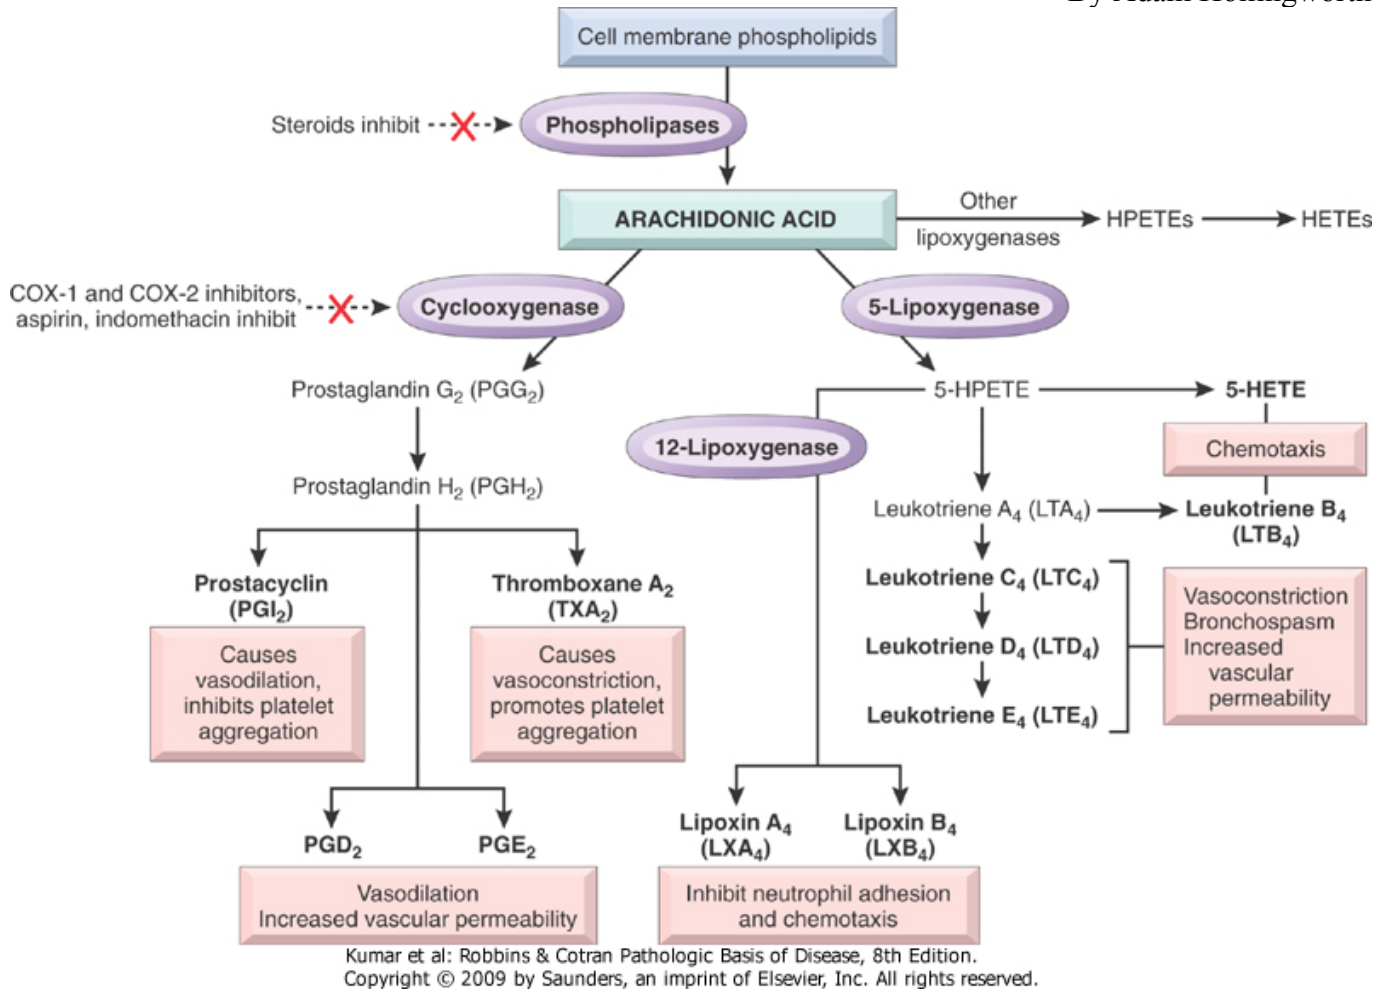 By Adam Hollingworth
Cell membrane phospholipids
Steroids inhibit
Phospholipases
ARACHIDONIC ACID
Other
lipoxygenases
HPETEs
HETEs
COX-1 and COX-2 inhibitors,
aspirin, indomethacin inhibit
Cyclooxygenase
5-Lipoxygenase
Prostaglandin G₂ (PGG₂)
5-HPETE
5-HETE
12-Lipoxygenase
Chemotaxis
Prostaglandin H₂ (PGH₂)
Leukotriene A₄ (LTA₄)
Leukotriene B₄
(LTB₄)
Prostacyclin
(PGI₂)
Thromboxane A₂
(TXA₂)
Leukotriene C₄ (LTC₄)
Leukotriene D₄ (LTD₄)
Leukotriene E₄ (LTE₄)
Vasoconstriction
Bronchospasm
Increased
vascular
permeability
Causes
vasodilation,
inhibits platelet
aggregation
Causes
vasoconstriction,
promotes platelet
aggregation
PGD₂
PGE₂
Vasodilation
Increased vascular permeability
Lipoxin A₄
(LXA₄)
Lipoxin B₄
(LXB₄)
Inhibit neutrophil adhesion
and chemotaxis
Kumar et al: Robbins & Cotran Pathologic Basis of Disease, 8th Edition.
Copyright © 2009 by Saunders, an imprint of Elsevier, Inc. All rights reserved.